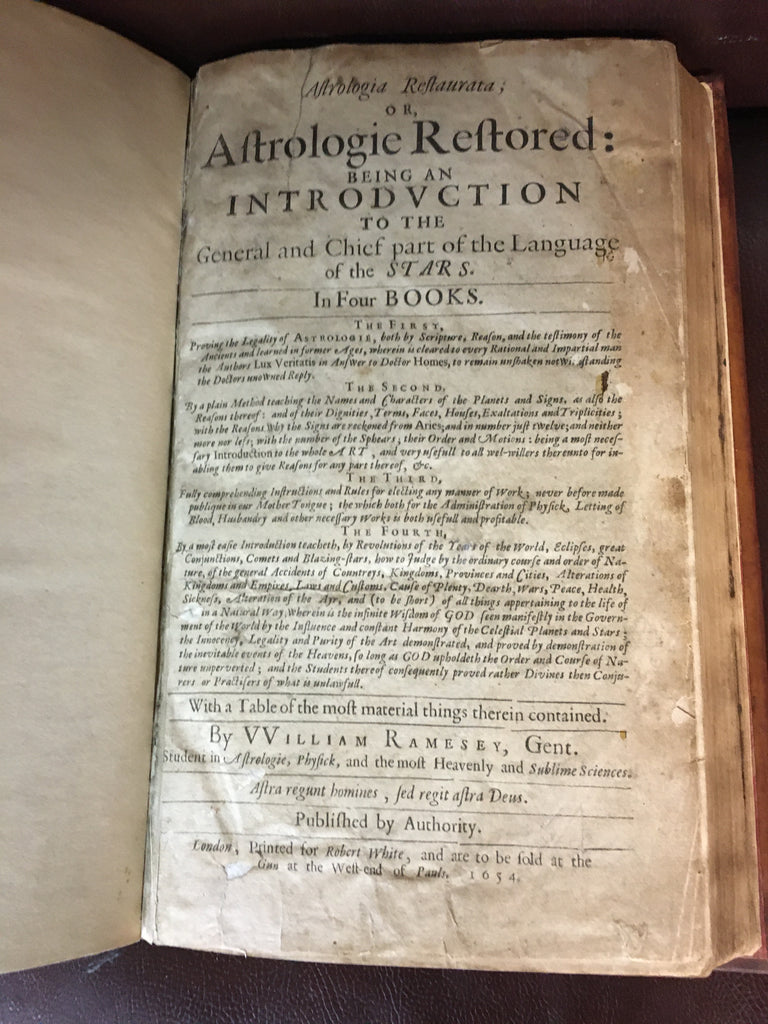 Aſtrologia Reſtaurata;
OR,
Aſtrologie Reſtored:
BEING AN
INTRODVCTION
TO THE
General and Chief part of the Language
of the STARS.
In Four BOOKS.
THE FIRST,
Proving the Legality of ASTROLOGIE, both by Scripture, Reaſon, and the teſtimony of the
Ancients and learned in former Ages, wherein is cleared to every Rational and Impartial man
the Authors Lux Veritatis in Anſwer to Doctor Homes, to remain unſhaken notwi, ſtanding
the Doctors unowned Reply.
THE SECOND,
By a plain Method teaching the Names and Characters of the Planets and Signs, as alſo the
Reaſons thereof: and of their Dignities, Terms, Faces, Houſes, Exaltations and Triplicities;
with the Reaſons Why the Signs are reckoned from Aries; and in number juſt twelve; and neither
more nor leſs; with the number of the Sphears, their Order and Motions: being a moſt neceſ-
ſary Introduction to the whole ART, and very uſefull to all wel-willers thereunto for in-
abling them to give Reaſons for any part thereof, &c.
THE THIRD,
Fully comprehending Inſtructions and Rules for electing any manner of Work; never before made
publique in our Mother Tongue; the which both for the Adminiſtration of Phyſick, Letting of
Blood, Husbandry and other neceſſary Works is both uſefull and profitable.
THE FOURTH,
By a moſt eaſie Introduction teacheth, by Revolutions of the Years of the World, Eclipſes, great
Conjunctions, Comets and Blazing-ſtars, how to Judge by the ordinary courſe and order of Na-
ture, of the general Accidents of Countreys, Kingdoms, Provinces and Cities, Alterations of
Kingdoms and Empires, Laws and Cuſtoms, Cauſe of Plenty, Dearth, Wars, Peace, Health,
Sickneſs, Alteration of the Ayr, and (to be ſhort) of all things appertaining to the life of
in a Natural Way, wherein is the infinite Wiſdom of GOD ſeen manifeſtly in the Govern-
ment of the World by the Influence and conſtant Harmony of the Celeſtial Planets and Stars:
the Innocency, Legality and Purity of the Art demonſtrated, and proved by demonſtration of
the inevitable events of the Heavens, ſo long as GOD upholdeth the Order and Courſe of Na-
ture unperverted; and the Students thereof conſequently proved rather Divines then Conju-
rers or Practiſers of what is unlawfull.
With a Table of the moſt material things therein contained.
By VVILLIAM RAMESEY, Gent.
Student in Aſtrologie, Phyſick, and the moſt Heavenly and Sublime Sciences.
Aſtra regunt homines, ſed regit aſtra Deus.
Publiſhed by Authority.
London, Printed for Robert White, and are to be ſold at the
Gun at the Weſt-end of Pauls. 1654.